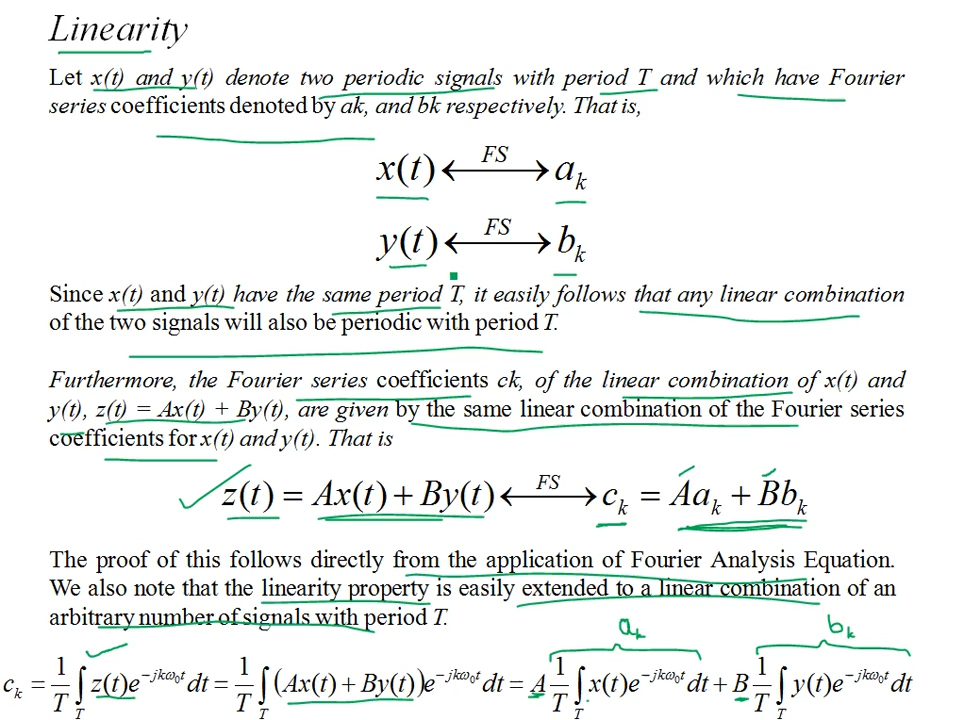 Linearity
Let x(t) and y(t) denote two periodic signals with period T and which have Fourier
series coefficients denoted by ak, and bk respectively. That is,
x(t) ←FS→ aₖ
y(t) ←FS→ bₖ
Since x(t) and y(t) have the same period T, it easily follows that any linear combination
of the two signals will also be periodic with period T.
Furthermore, the Fourier series coefficients ck, of the linear combination of x(t) and
y(t), z(t) = Ax(t) + By(t), are given by the same linear combination of the Fourier series
coefficients for x(t) and y(t). That is
z(t) = Ax(t) + By(t) ←FS→ cₖ = Aaₖ + Bbₖ
The proof of this follows directly from the application of Fourier Analysis Equation.
We also note that the linearity property is easily extended to a linear combination of an
arbitrary number of signals with period T.
aₖ bₖ
cₖ = 1/T ∫_T z(t)e^{-jkω₀t} dt = 1/T ∫_T (Ax(t) + By(t))e^{-jkω₀t} dt = A 1/T ∫_T x(t)e^{-jkω₀t} dt + B 1/T ∫_T y(t)e^{-jkω₀t} dt